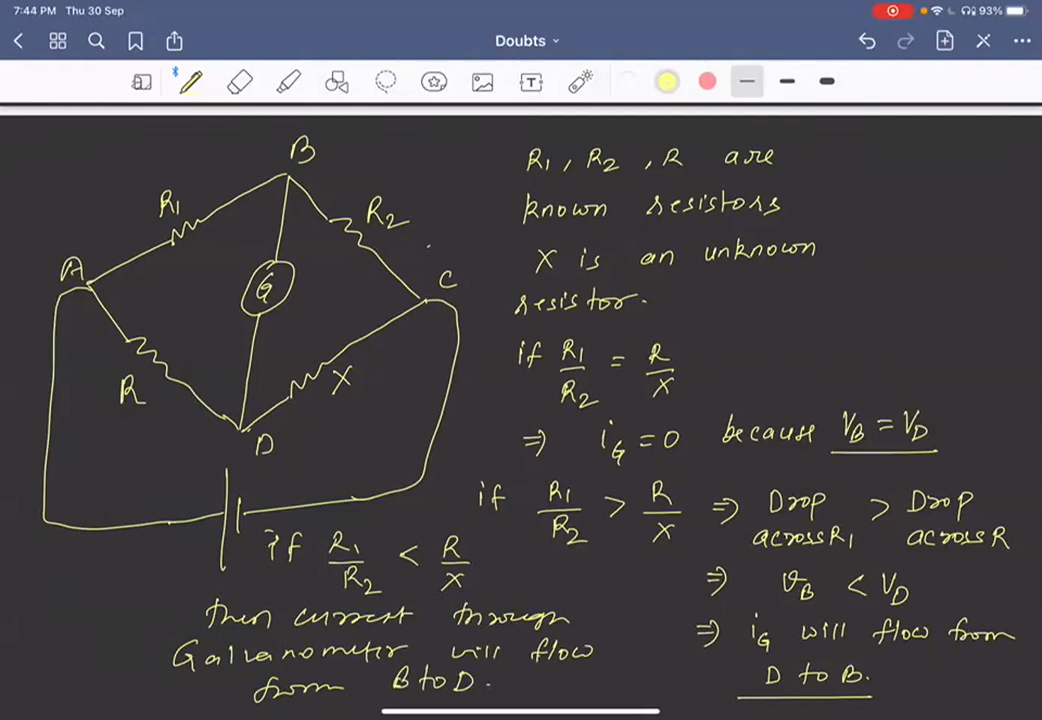 7:44 PM Thu 30 Sep
93%
Doubts
B
R1
R2
A
G
C
R
X
D
R1, R2, R are
known resistors
X is an unknown
resistor.
if R1/R2 = R/X
⇒ iG = 0 because VB = VD
if R1/R2 > R/X ⇒ Drop across R1 > Drop across R
⇒ VB < VD
⇒ iG will flow from
D to B.
if R1/R2 < R/X
then current through
Galvanometer will flow
from B to D.